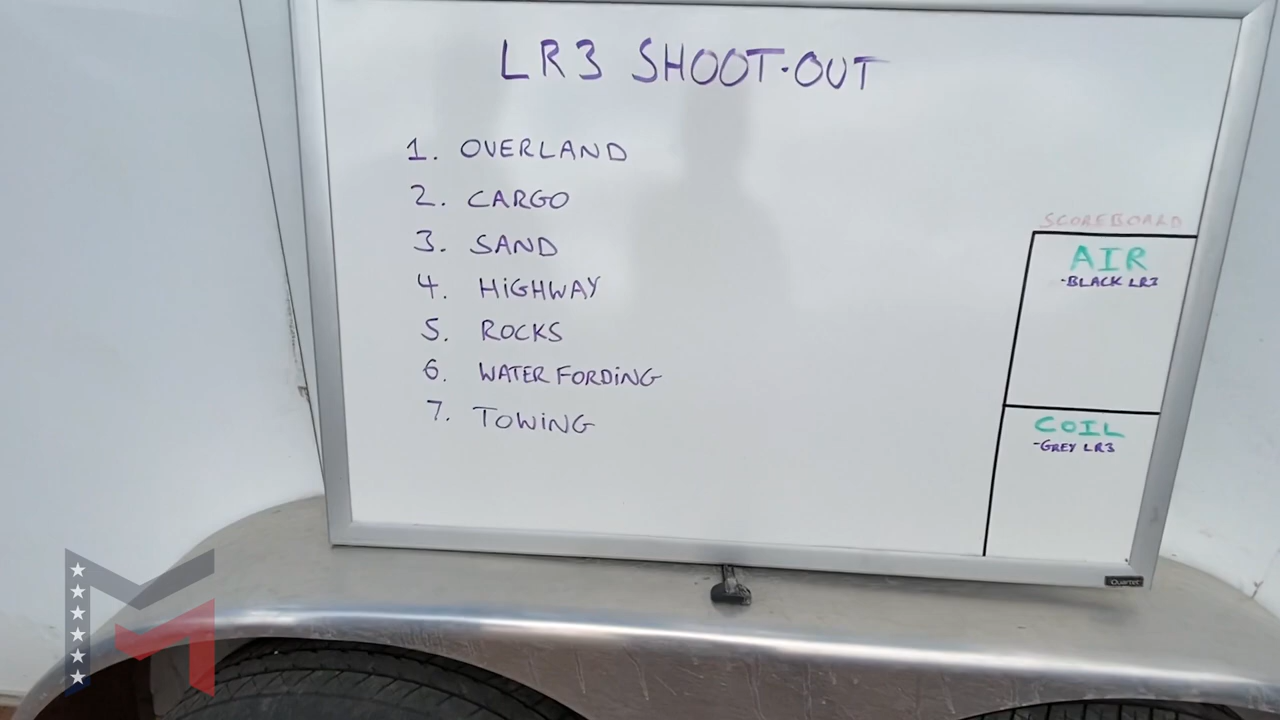 LR3 SHOOT-OUT
1. OVERLAND
2. CARGO
3. SAND
4. HiGHWAY
5. ROCKS
6. WATER FORDiNG
7. TOWiNG
SCOREBOARD
AIR
-BLACK LR3
COIL
-GREY LR3
Quartet